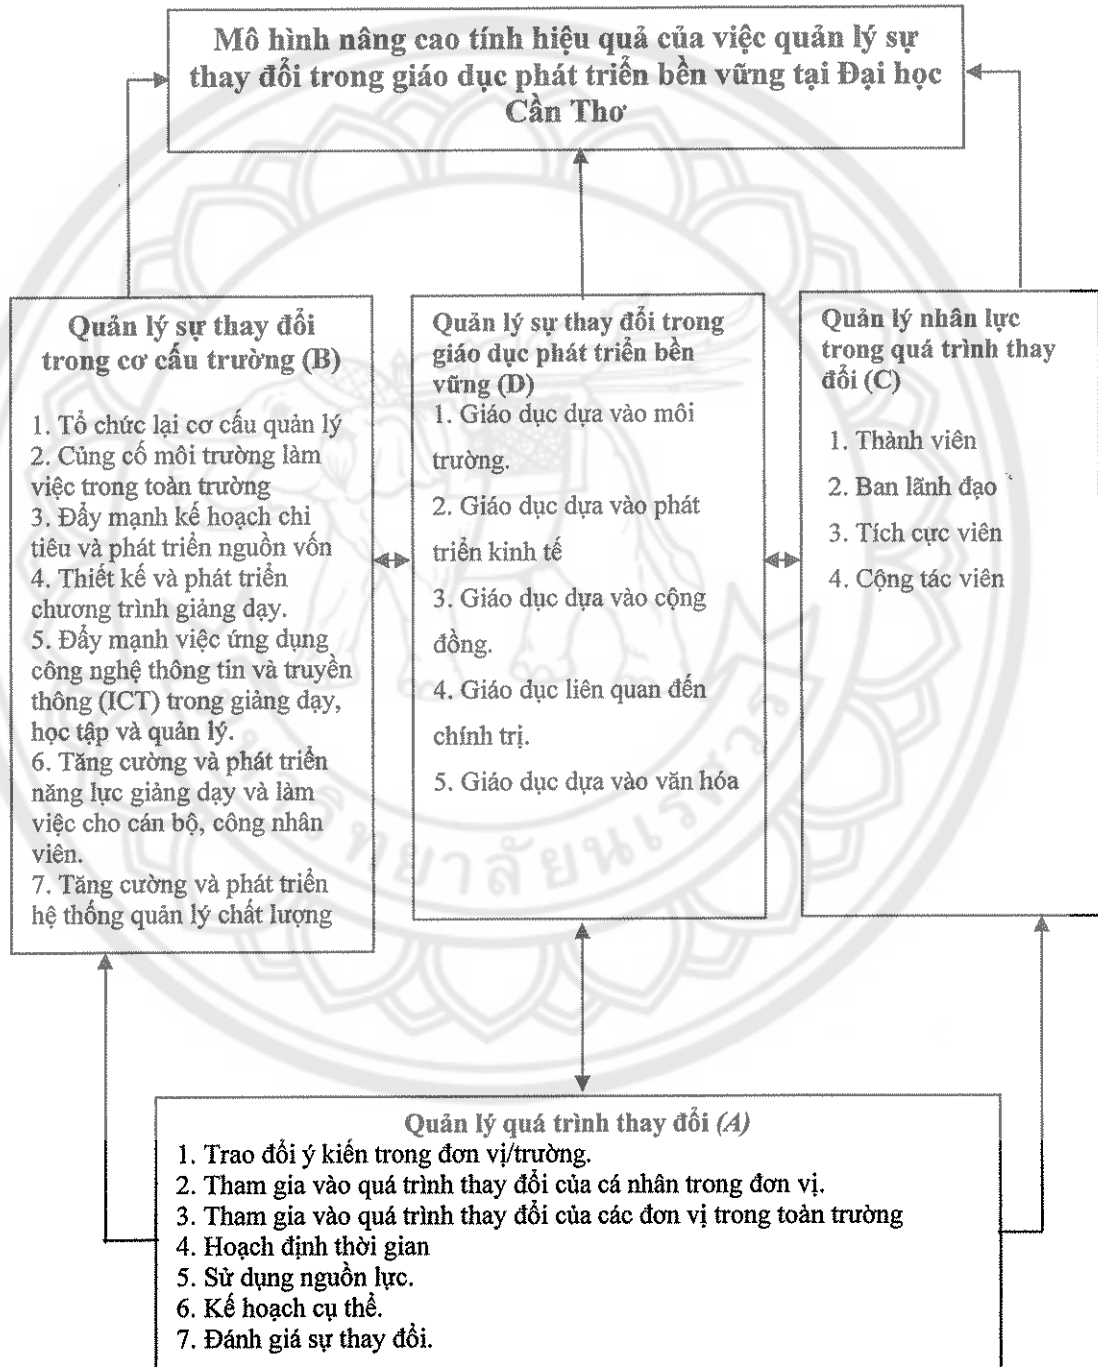 Mô hình nâng cao tính hiệu quả của việc quản lý sự
thay đổi trong giáo dục phát triển bền vững tại Đại học
Cần Thơ
Quản lý sự thay đổi
trong cơ cấu trường (B)
1. Tổ chức lại cơ cấu quản lý
2. Củng cố môi trường làm
việc trong toàn trường
3. Đẩy mạnh kế hoạch chi
tiêu và phát triển nguồn vốn
4. Thiết kế và phát triển
chương trình giảng dạy.
5. Đẩy mạnh việc ứng dụng
công nghệ thông tin và truyền
thông (ICT) trong giảng dạy,
học tập và quản lý.
6. Tăng cường và phát triển
năng lực giảng dạy và làm
việc cho cán bộ, công nhân
viên.
7. Tăng cường và phát triển
hệ thống quản lý chất lượng
Quản lý sự thay đổi trong
giáo dục phát triển bền
vững (D)
1. Giáo dục dựa vào môi
trường.
2. Giáo dục dựa vào phát
triển kinh tế
3. Giáo dục dựa vào cộng
đồng.
4. Giáo dục liên quan đến
chính trị.
5. Giáo dục dựa vào văn hóa
Quản lý nhân lực
trong quá trình thay
đổi (C)
1. Thành viên
2. Ban lãnh đạo
3. Tích cực viên
4. Cộng tác viên
Quản lý quá trình thay đổi (A)
1. Trao đổi ý kiến trong đơn vị/trường.
2. Tham gia vào quá trình thay đổi của cá nhân trong đơn vị.
3. Tham gia vào quá trình thay đổi của các đơn vị trong toàn trường
4. Hoạch định thời gian
5. Sử dụng nguồn lực.
6. Kế hoạch cụ thể.
7. Đánh giá sự thay đổi.